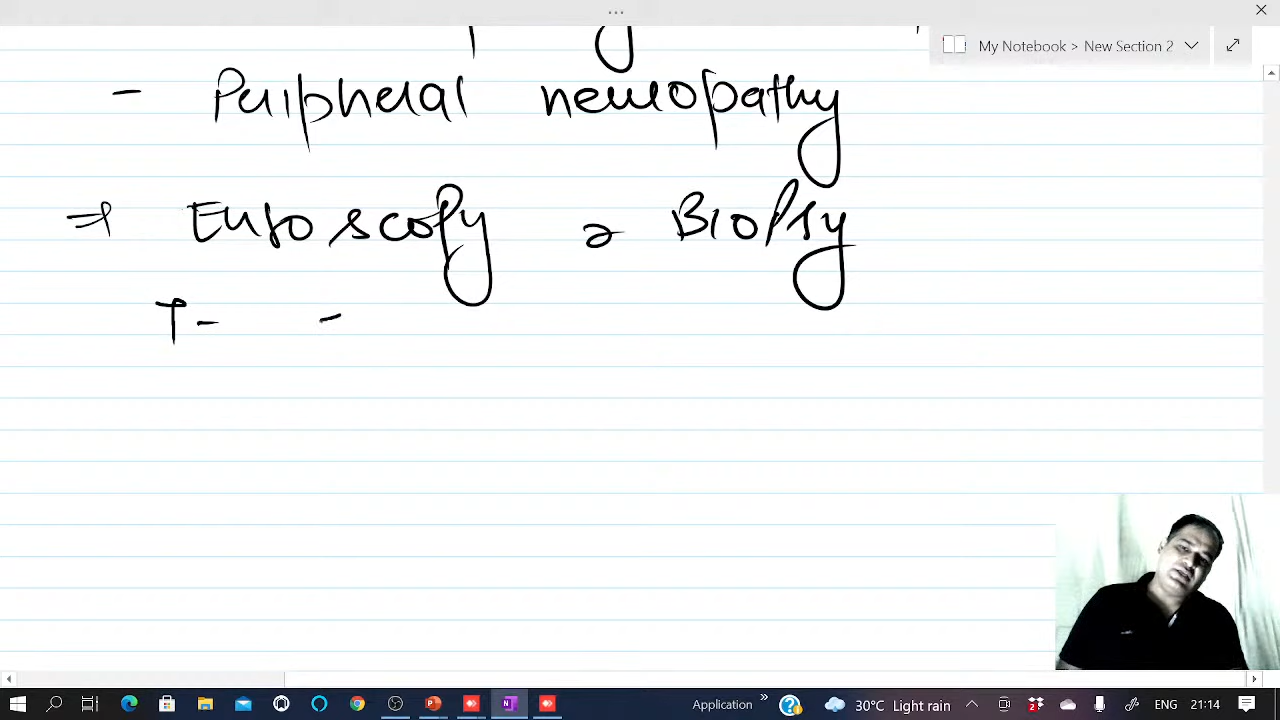 ...
My Notebook > New Section 2
- Peripheral neuropathy
⇒ Endoscopy & Biopsy
T- -
Application
30°C Light rain
ENG
21:14